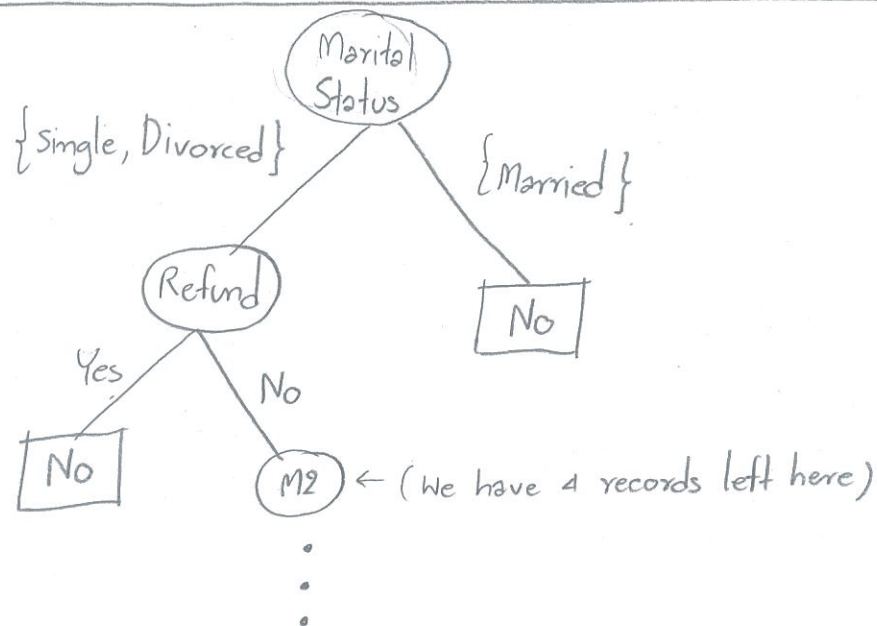 Marital
Status
{Single, Divorced}
{Married}
Refund
No
Yes
No
No
M2
← (We have 4 records left here)